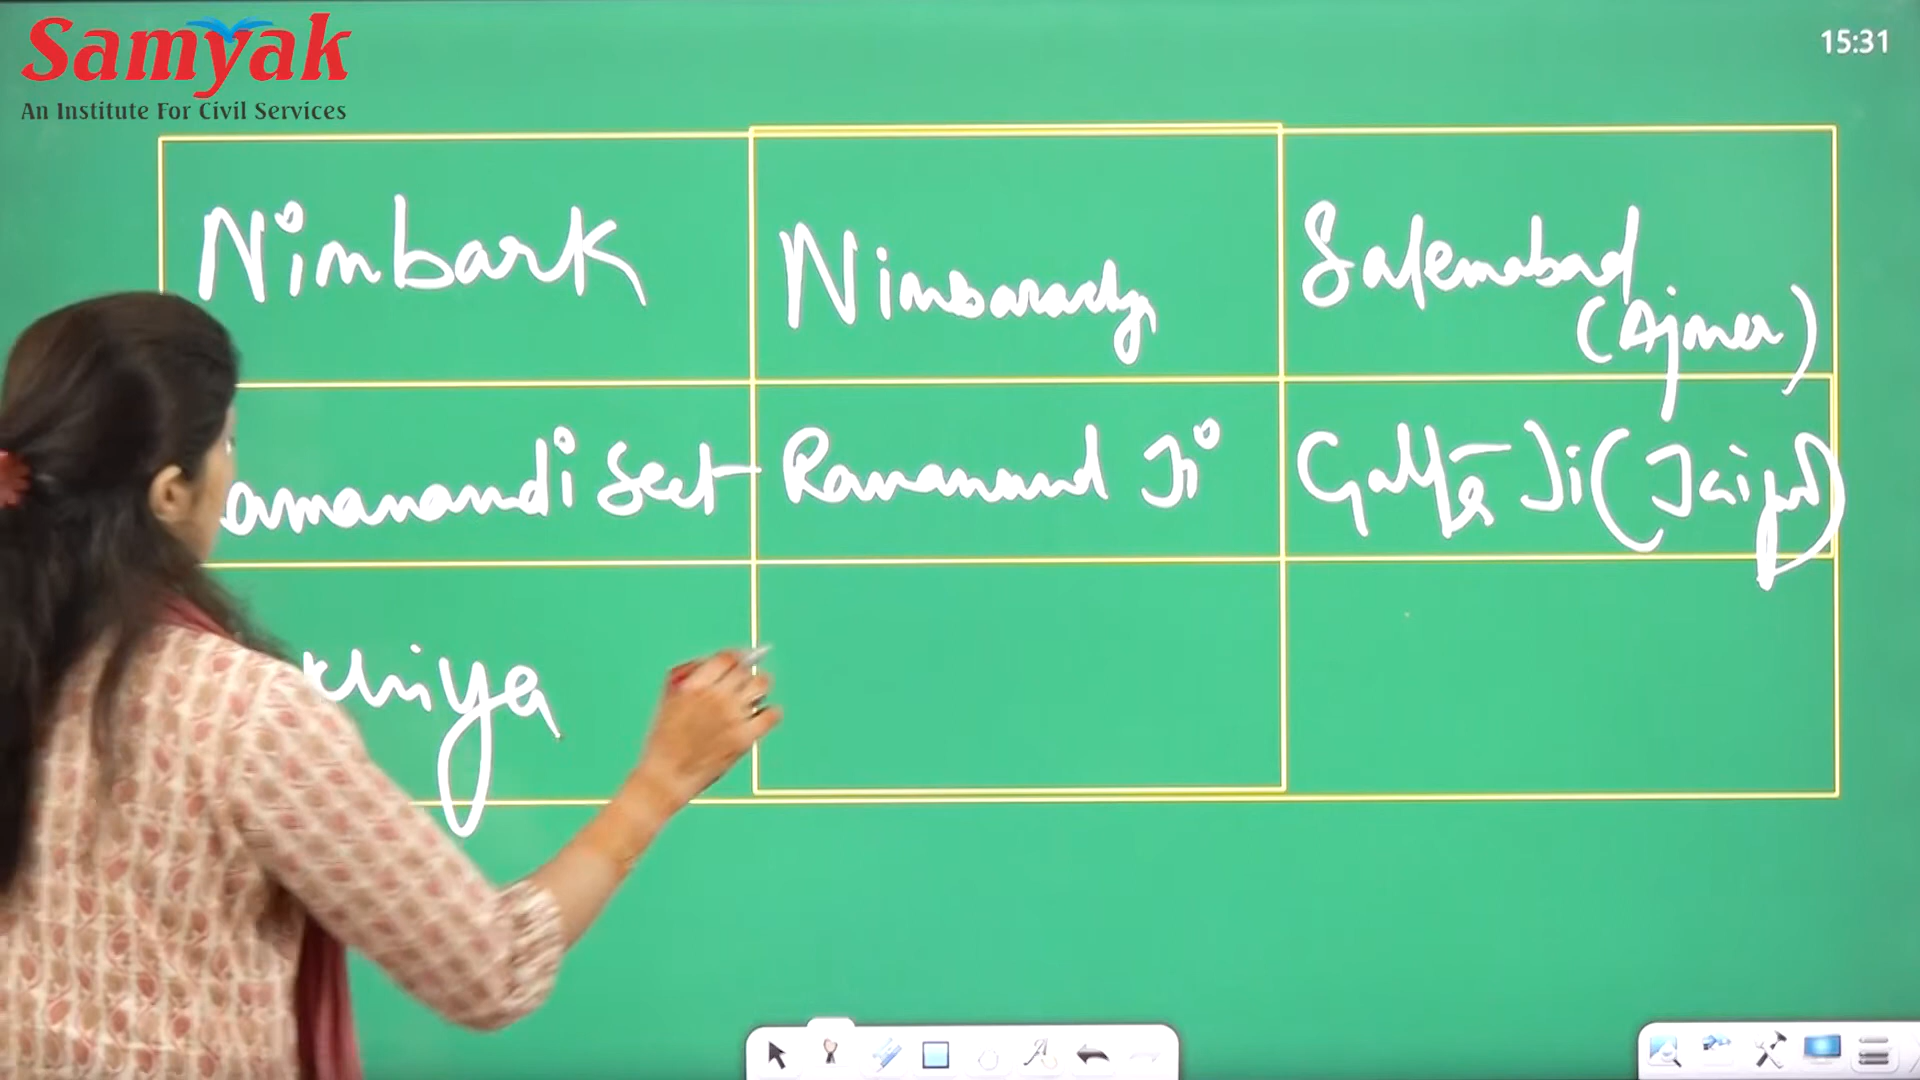 Samyak
An Institute For Civil Services
15:31
Nimbark
Nimbarachy
Salemabad
(Ajmer)
amanandi Sect
Ramanand Ji
Galta Ji (Jaipur)
khiya